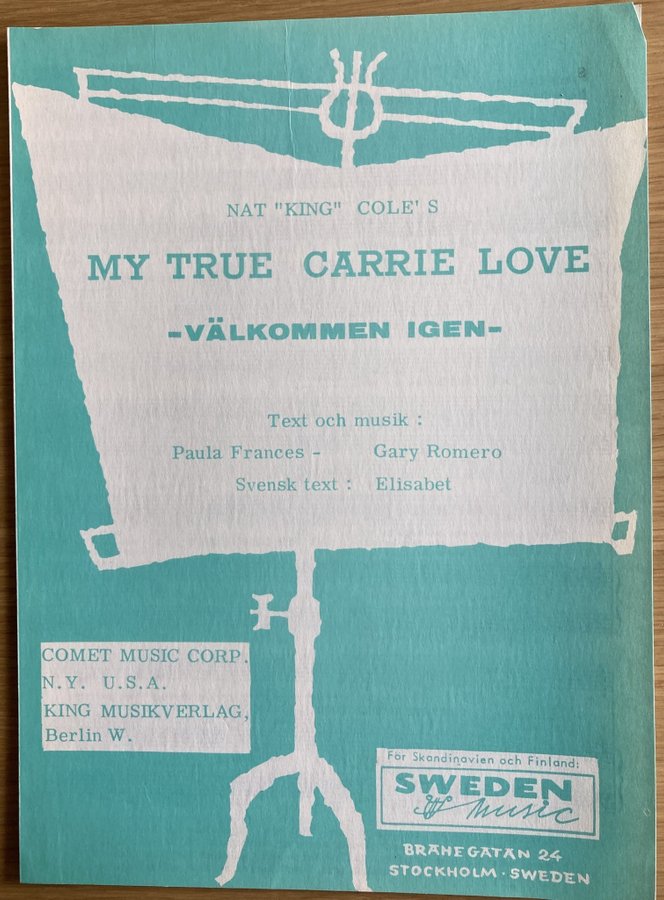 NAT "KING" COLE'S
MY TRUE CARRIE LOVE
-VÄLKOMMEN IGEN-
Text och musik :
Paula Frances - Gary Romero
Svensk text : Elisabet
COMET MUSIC CORP.
N.Y. U.S.A.
KING MUSIKVERLAG,
Berlin W.
För Skandinavien och Finland:
SWEDEN
music
BRAHEGATAN 24
STOCKHOLM · SWEDEN